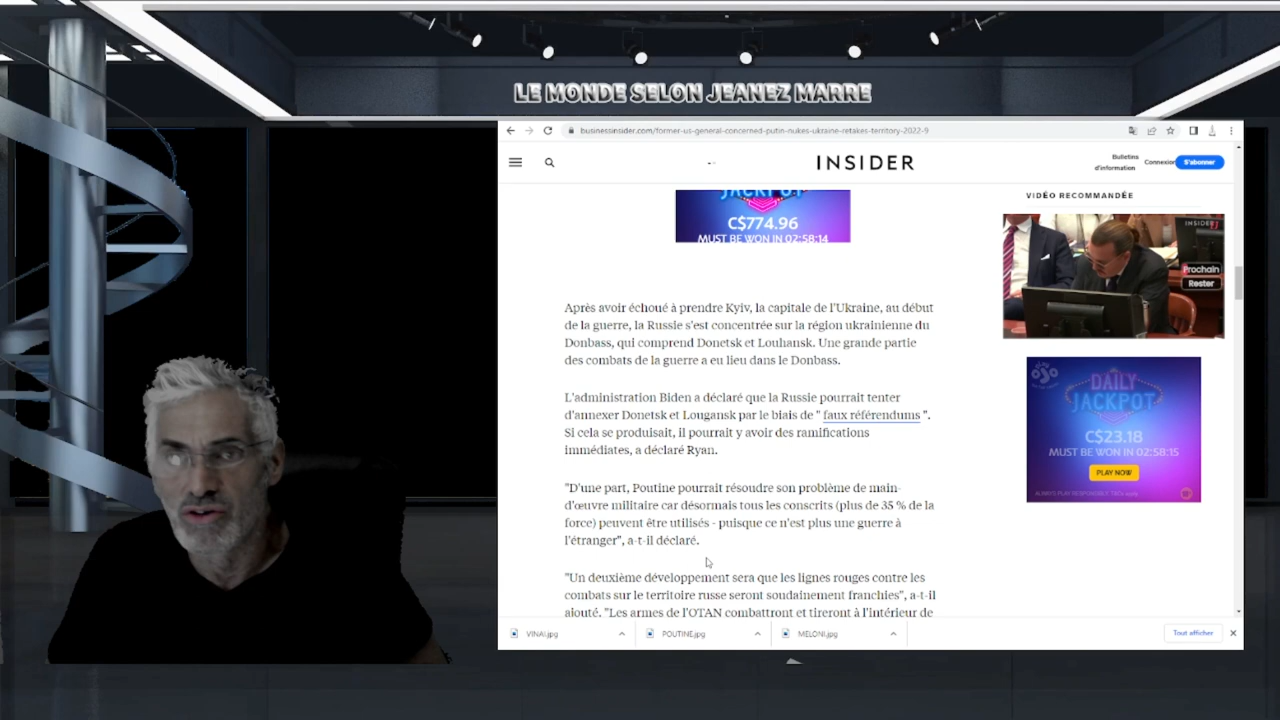 LE MONDE SELON JEANEZ MARRE
businessinsider.com/former-us-general-concerned-putin-nukes-ukraine-retakes-territory-2022-9
INSIDER
Bulletins
d'information
Connexion
S'abonner
JACKPOT
C$774.96
MUST BE WON IN 02:58:14
VIDÉO RECOMMANDÉE
INSIDER
Prochain
Rester
Après avoir échoué à prendre Kyiv, la capitale de l'Ukraine, au début
de la guerre, la Russie s'est concentrée sur la région ukrainienne du
Donbass, qui comprend Donetsk et Louhansk. Une grande partie
des combats de la guerre a eu lieu dans le Donbass.
L'administration Biden a déclaré que la Russie pourrait tenter
d'annexer Donetsk et Lougansk par le biais de " faux référendums ".
Si cela se produisait, il pourrait y avoir des ramifications
immédiates, a déclaré Ryan.
"D'une part, Poutine pourrait résoudre son problème de main-
d'œuvre militaire car désormais tous les conscrits (plus de 35 % de la
force) peuvent être utilisés - puisque ce n'est plus une guerre à
l'étranger", a-t-il déclaré.
"Un deuxième développement sera que les lignes rouges contre les
combats sur le territoire russe seront soudainement franchies", a-t-il
ajouté. "Les armes de l'OTAN combattront et tireront à l'intérieur de
OJO
DAILY
JACKPOT
C$23.18
MUST BE WON IN 02:58:15
PLAY NOW
VINAI.jpg
POUTINE.jpg
MELONI.jpg
Tout afficher